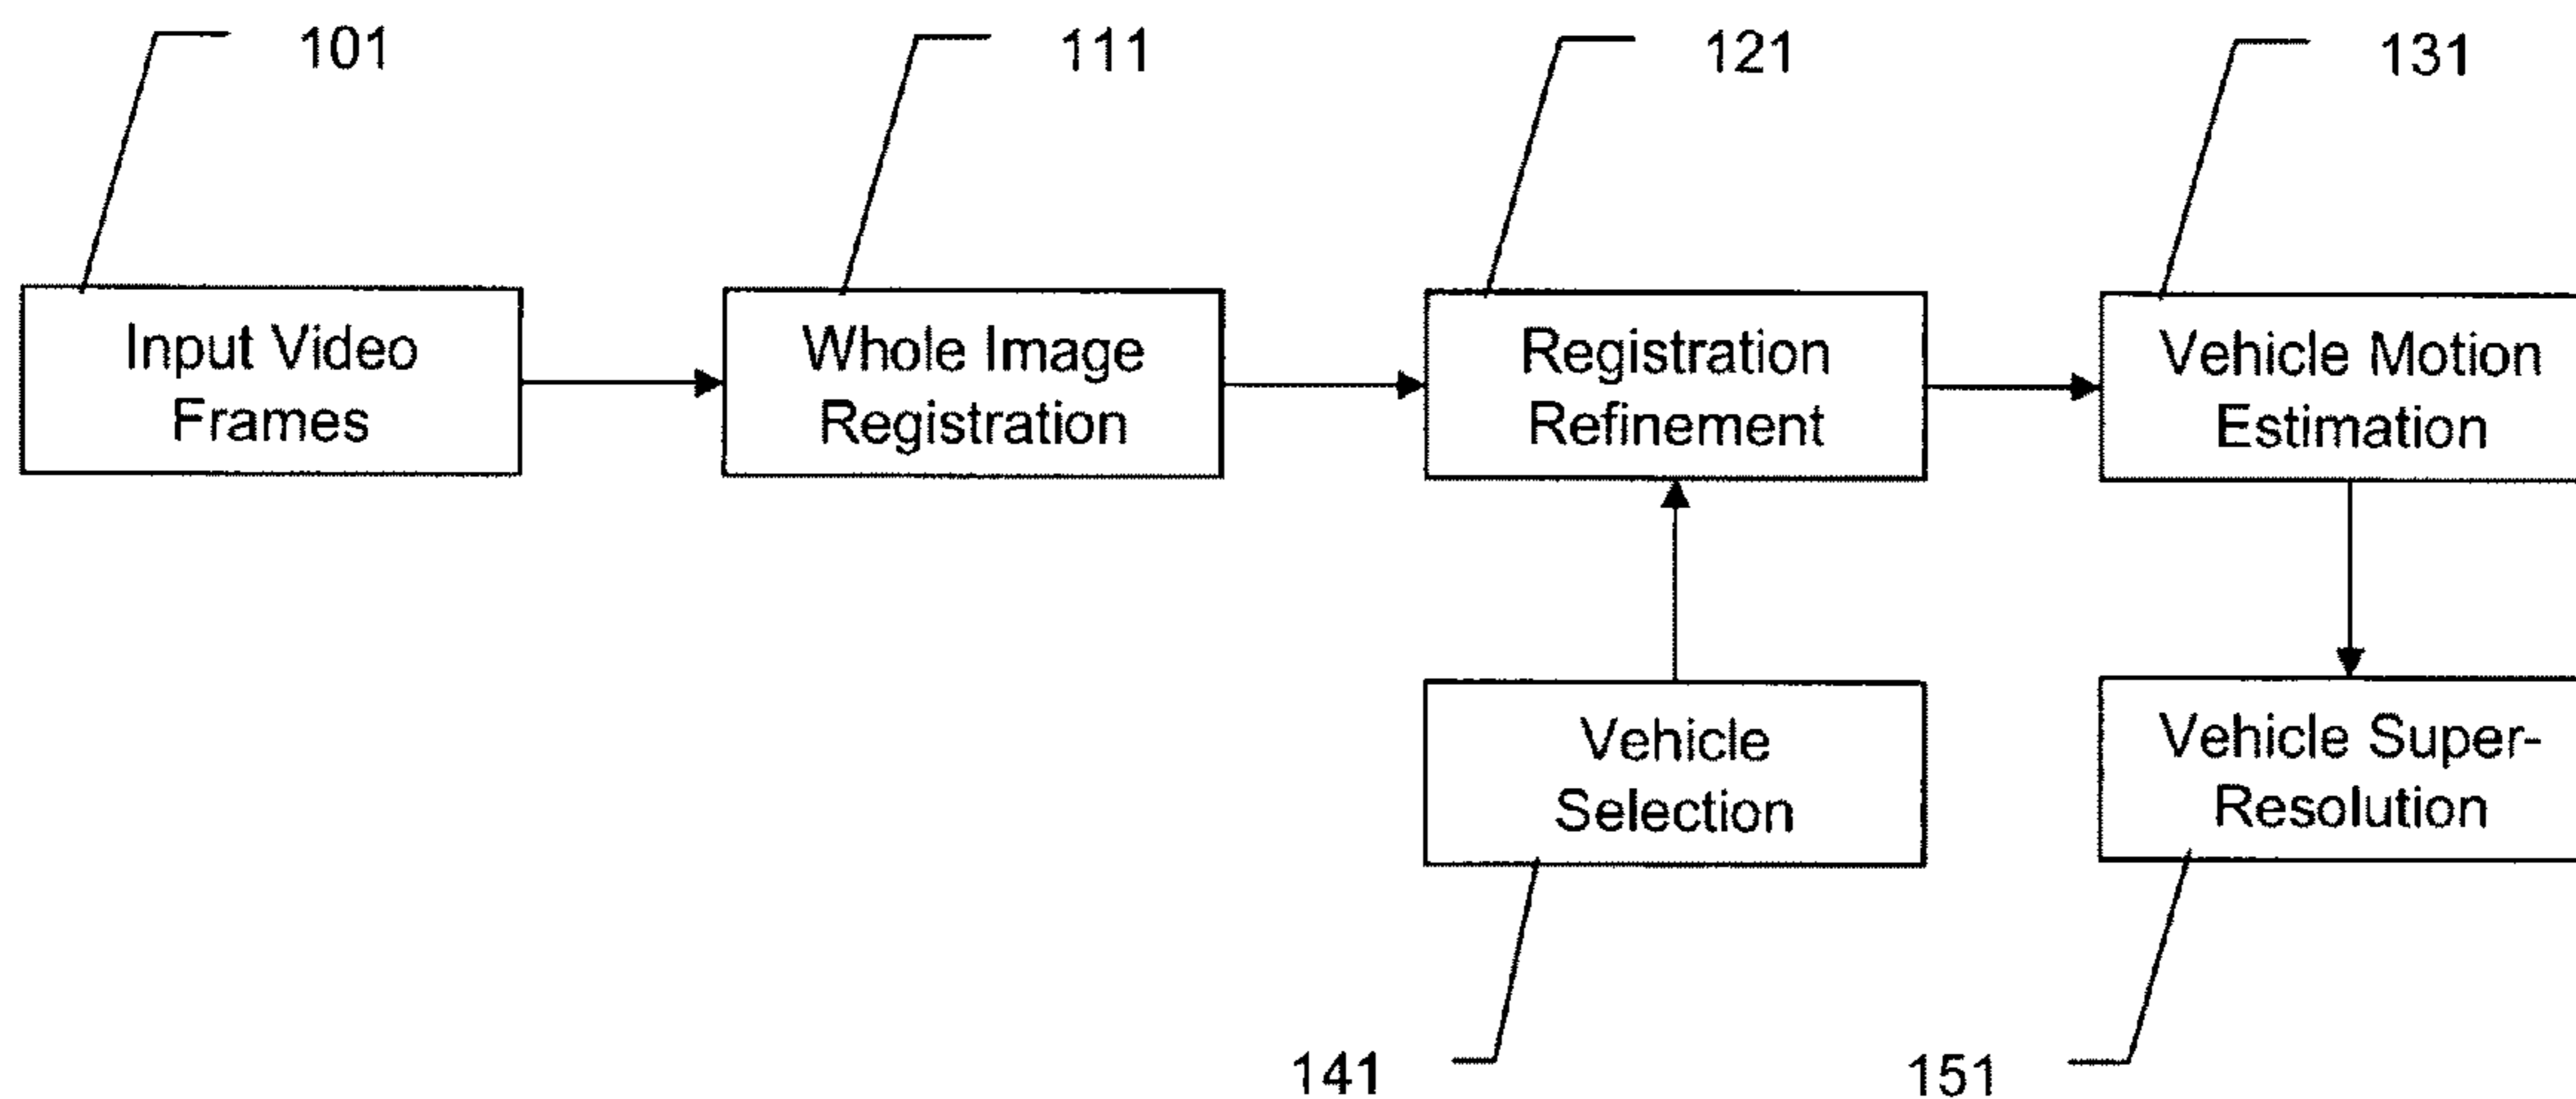 101
111
121
131
Input Video
Frames
Whole Image
Registration
Registration
Refinement
Vehicle Motion
Estimation
Vehicle
Selection
Vehicle Super-
Resolution
141
151